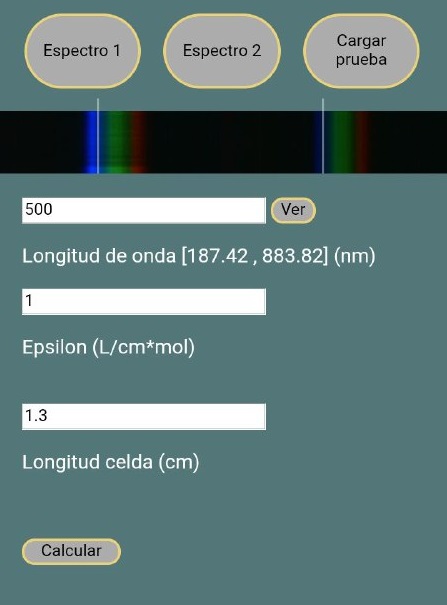 Espectro 1
Espectro 2
Cargar
prueba
500
Ver
Longitud de onda [187.42 , 883.82] (nm)
1
Epsilon (L/cm*mol)
1.3
Longitud celda (cm)
Calcular